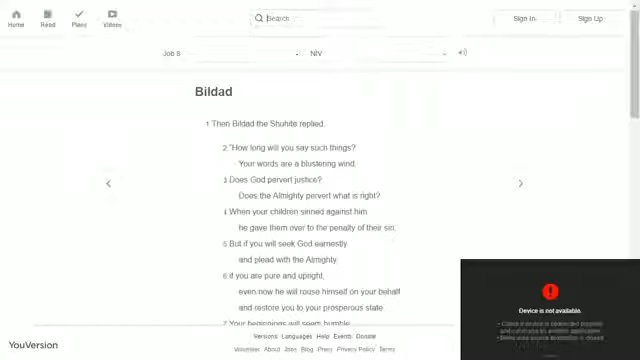 Home Read Plans Videos Search Sign In Sign Up
Job 8 NIV
Bildad
1 Then Bildad the Shuhite replied:
2 "How long will you say such things?
Your words are a blustering wind.
3 Does God pervert justice?
Does the Almighty pervert what is right?
4 When your children sinned against him
he gave them over to the penalty of their sin.
5 But if you will seek God earnestly
and plead with the Almighty,
6 if you are pure and upright,
even now he will rouse himself on your behalf
and restore you to your prosperous state.
7 Your beginnings will seem humble,
YouVersion
Versions Languages Help Events Donate
Volunteer About Jobs Blog Press Privacy Policy Terms
Device is not available.
• Check if device is connected properly